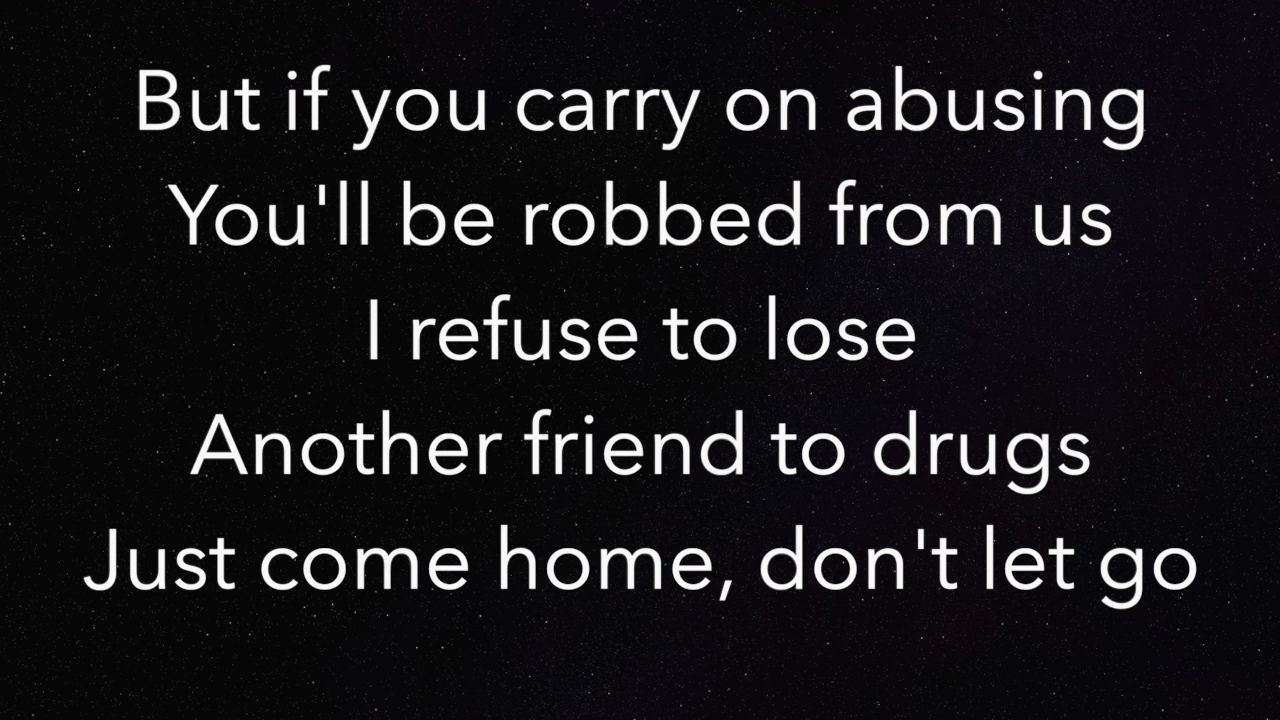 But if you carry on abusing
You'll be robbed from us
I refuse to lose
Another friend to drugs
Just come home, don't let go